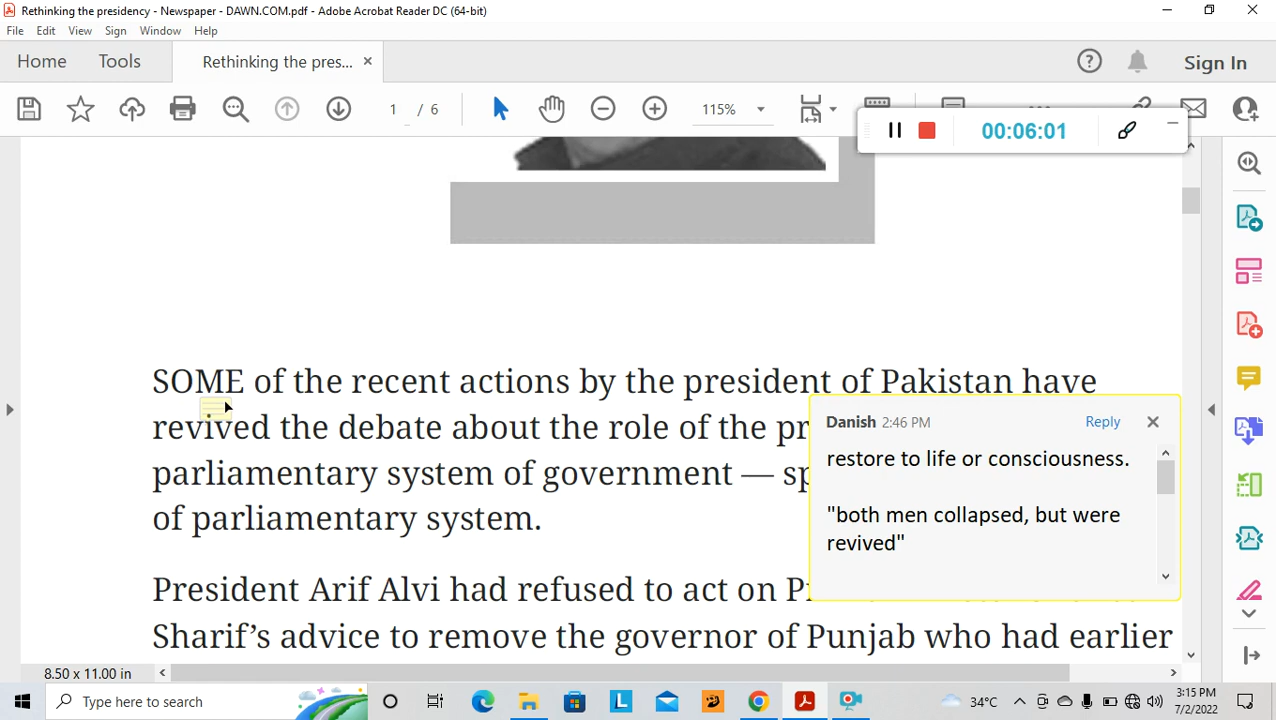 Rethinking the presidency - Newspaper - DAWN.COM.pdf - Adobe Acrobat Reader DC (64-bit)
File Edit View Sign Window Help
Home Tools Rethinking the pres... Sign In
1 / 6 115% 00:06:01
SOME of the recent actions by the president of Pakistan have
revived the debate about the role of the pr
parliamentary system of government — sp
of parliamentary system.
Danish 2:46 PM Reply
restore to life or consciousness.
"both men collapsed, but were
revived"
President Arif Alvi had refused to act on P
Sharif's advice to remove the governor of Punjab who had earlier
8.50 x 11.00 in
Type here to search
34°C
3:15 PM
7/2/2022